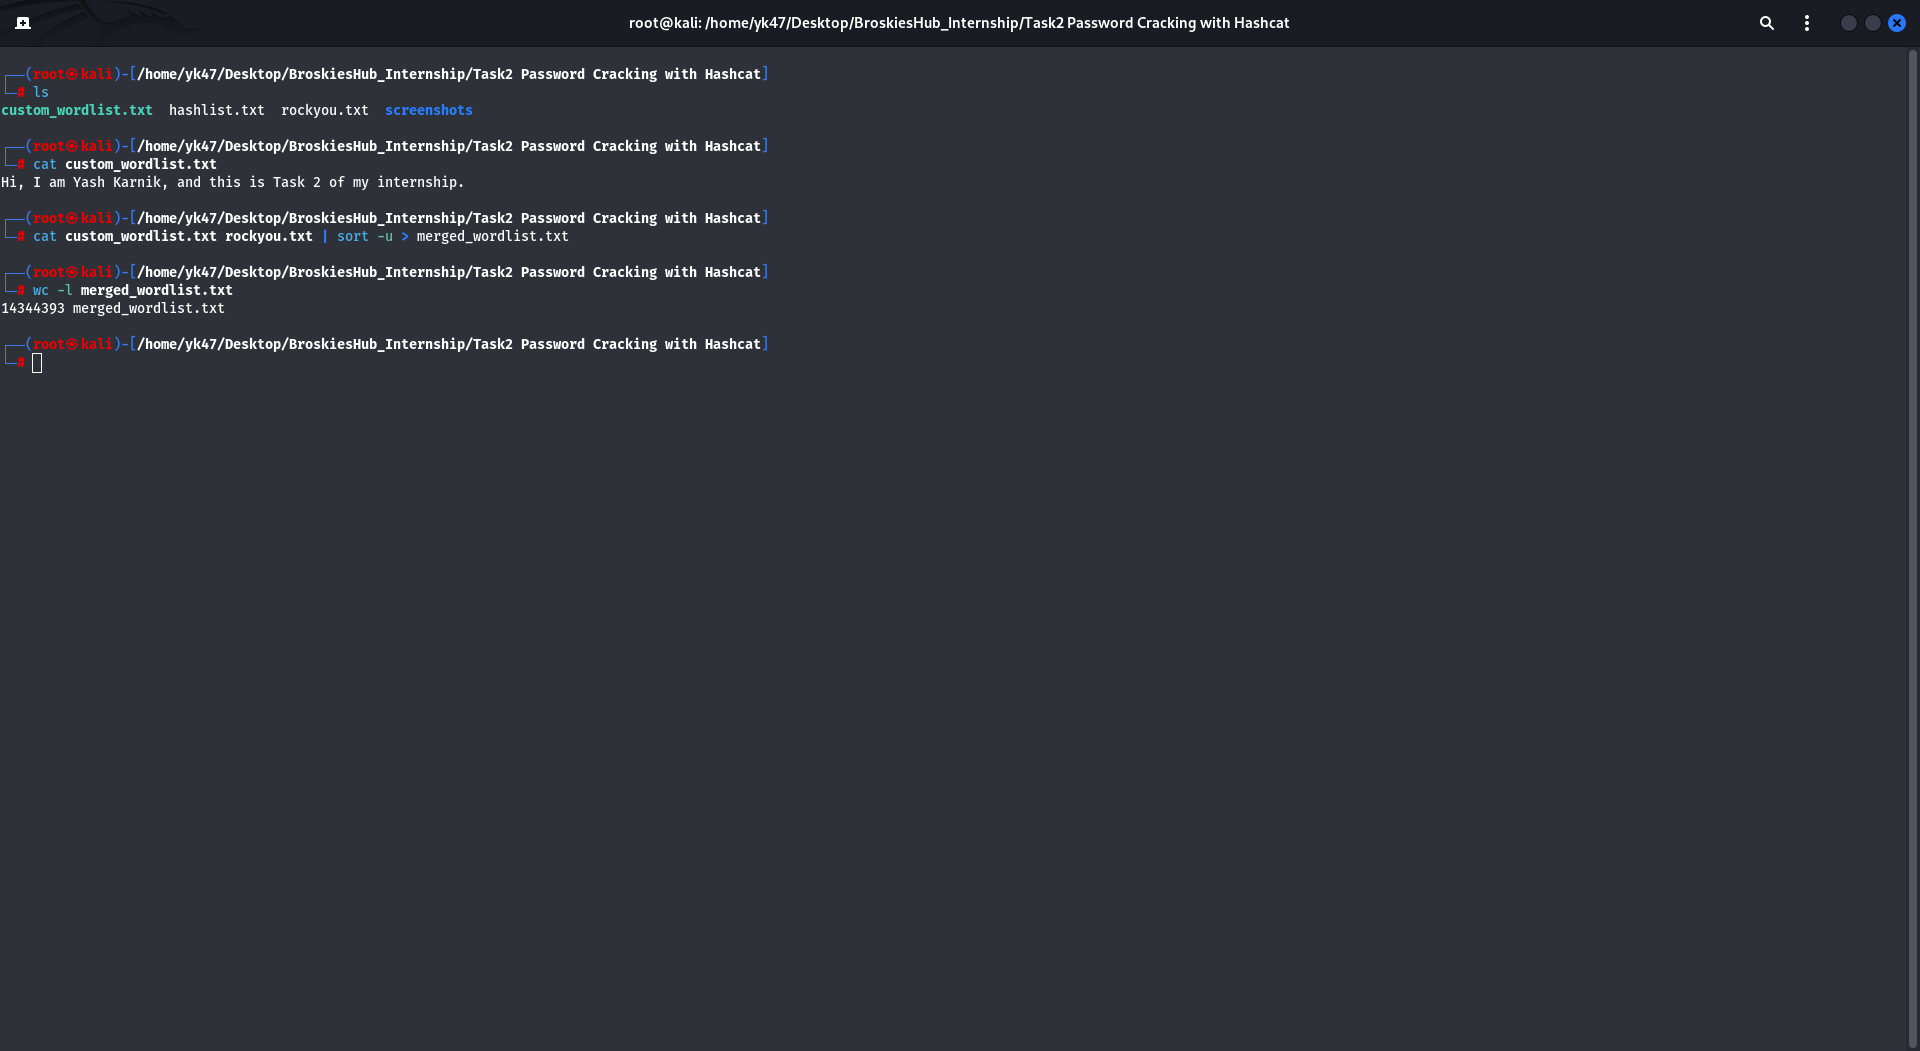 root@kali: /home/yk47/Desktop/BroskiesHub_Internship/Task2 Password Cracking with Hashcat
┌──(root㉿kali)-[/home/yk47/Desktop/BroskiesHub_Internship/Task2 Password Cracking with Hashcat]
└─# ls
custom_wordlist.txt  hashlist.txt  rockyou.txt  screenshots
┌──(root㉿kali)-[/home/yk47/Desktop/BroskiesHub_Internship/Task2 Password Cracking with Hashcat]
└─# cat custom_wordlist.txt
Hi, I am Yash Karnik, and this is Task 2 of my internship.
┌──(root㉿kali)-[/home/yk47/Desktop/BroskiesHub_Internship/Task2 Password Cracking with Hashcat]
└─# cat custom_wordlist.txt rockyou.txt | sort -u > merged_wordlist.txt
┌──(root㉿kali)-[/home/yk47/Desktop/BroskiesHub_Internship/Task2 Password Cracking with Hashcat]
└─# wc -l merged_wordlist.txt
14344393 merged_wordlist.txt
┌──(root㉿kali)-[/home/yk47/Desktop/BroskiesHub_Internship/Task2 Password Cracking with Hashcat]
└─#